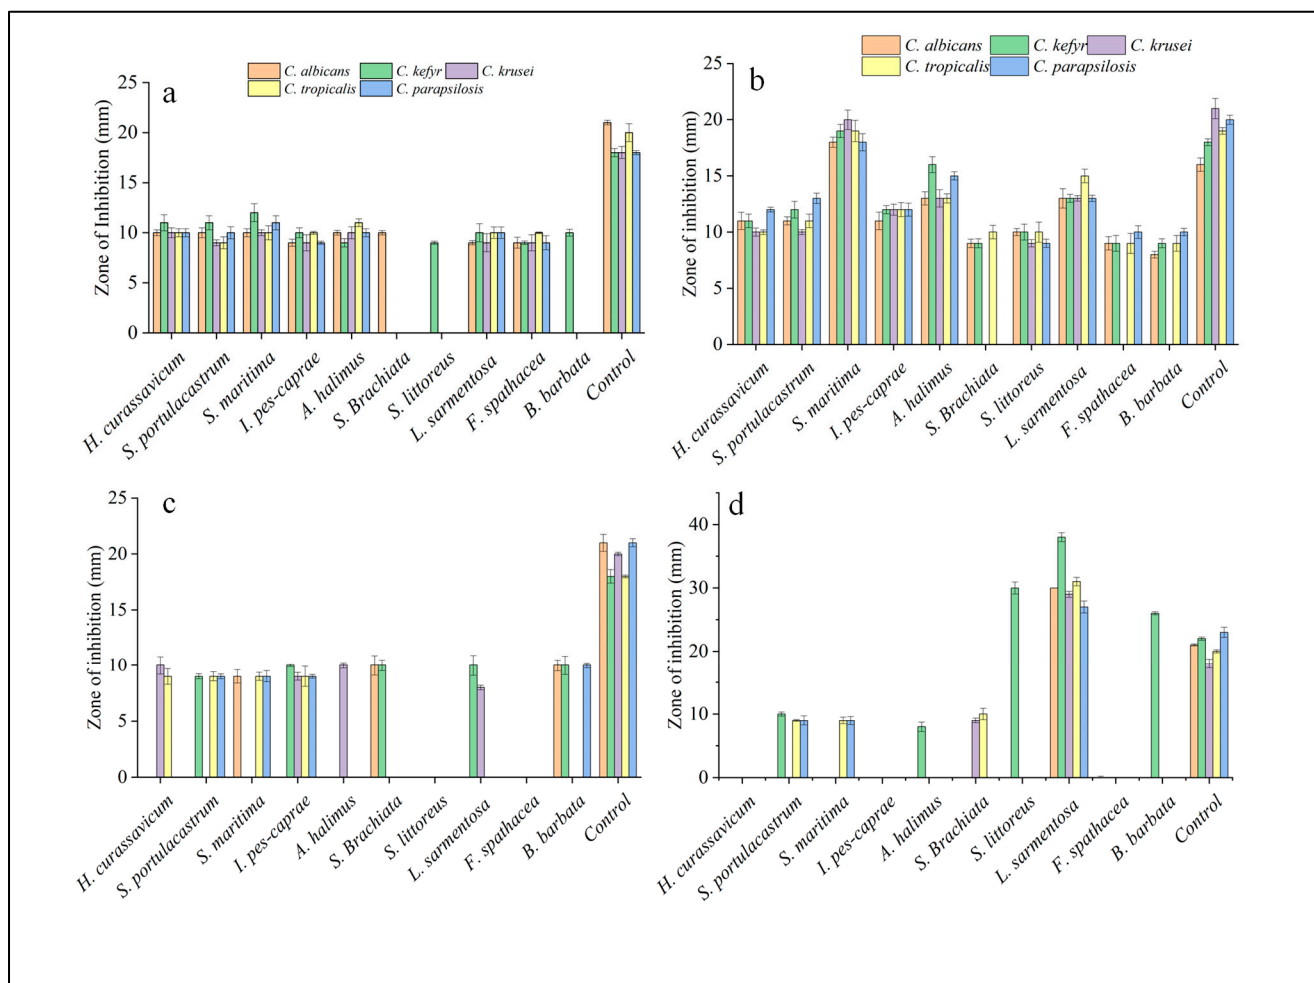 a
C. albicans
C. kefyr
C. krusei
C. tropicalis
C. parapsilosis
Zone of Inhibition (mm)
25
20
15
10
5
0
H. curassavicum
S. portulacastrum
S. maritima
I. pes-caprae
A. halimus
S. Brachiata
S. littoreus
L. sarmentosa
F. spathacea
B. barbata
Control
b
C. albicans
C. kefyr
C. krusei
C. tropicalis
C. parapsilosis
Zone of inhibition (mm)
25
20
15
10
5
0
H. curassavicum
S. portulacastrum
S. maritima
I. pes-caprae
A. halimus
S. Brachiata
S. littoreus
L. sarmentosa
F. spathacea
B. barbata
Control
c
Zone of inhibition (mm)
25
20
15
10
5
0
H. curassavicum
S. portulacastrum
S. maritima
I. pes-caprae
A. halimus
S. Brachiata
S. littoreus
L. sarmentosa
F. spathacea
B. barbata
Control
d
Zone of inhibition (mm)
40
30
20
10
0
H. curassavicum
S. portulacastrum
S. maritima
I. pes-caprae
A. halimus
S. Brachiata
S. littoreus
L. sarmentosa
F. spathacea
B. barbata
Control